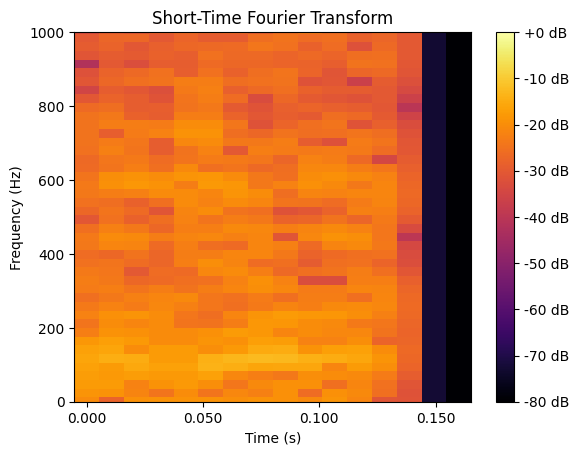 Short-Time Fourier Transform
Frequency (Hz)
1000
800
600
400
200
0
0.000
0.050
0.100
0.150
Time (s)
+0 dB
-10 dB
-20 dB
-30 dB
-40 dB
-50 dB
-60 dB
-70 dB
-80 dB